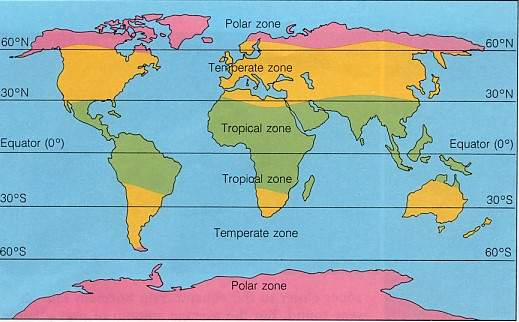 Polar zone
60°N
60°N
Temperate zone
30°N
30°N
Tropical zone
Equator (0°)
Equator (0°)
Tropical zone
30°S
30°S
Temperate zone
60°S
60°S
Polar zone